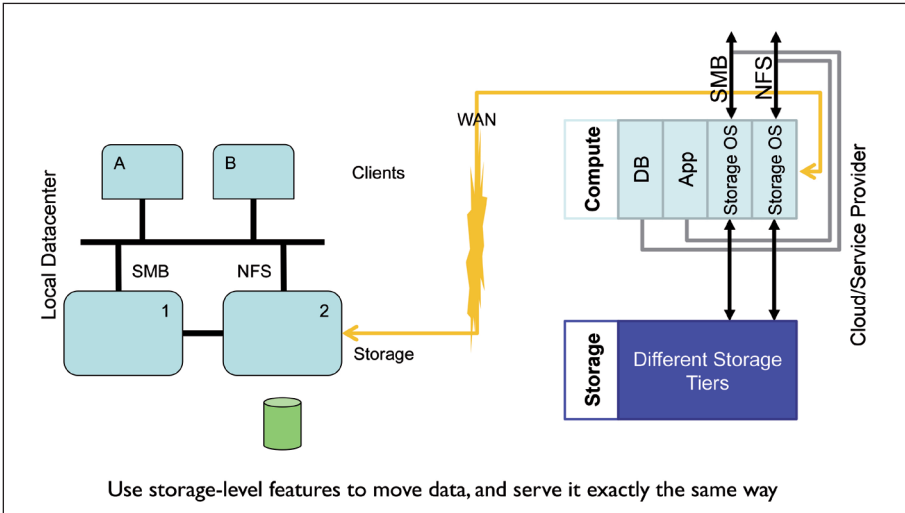 Local Datacenter
A
B
Clients
SMB
NFS
1
2
Storage
WAN
SMB
NFS
Compute
DB
App
Storage OS
Storage OS
Storage
Different Storage
Tiers
Cloud/Service Provider
Use storage-level features to move data, and serve it exactly the same way